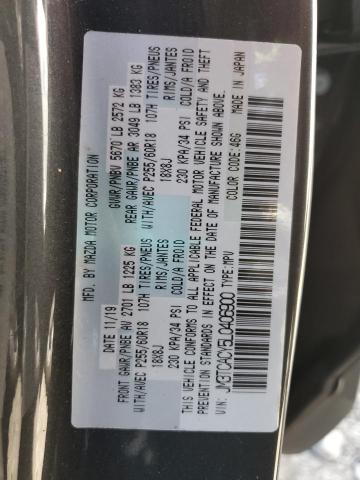 MFD. BY MAZDA MOTOR CORPORATION
DATE 11/19 GVWR/PNBV 5670 LB 2572 KG
FRONT GAWR/PNBE AV 2701 LB 1225 KG REAR GAWR/PNBE AR 3049 LB 1383 KG
WITH/AVEC P255/60R18 107H TIRES/PNEUS WITH/AVEC P255/60R18 107H TIRES/PNEUS
18X8J RIMS/JANTES 18X8J RIMS/JANTES
230 KPA/34 PSI COLD/A FROID 230 KPA/34 PSI COLD/A FROID
THIS VEHICLE CONFORMS TO ALL APPLICABLE FEDERAL MOTOR VEHICLE SAFETY AND THEFT
PREVENTION STANDARDS IN EFFECT ON THE DATE OF MANUFACTURE SHOWN ABOVE.
JM3TCACY5L0406900 TYPE:MPV COLOR CODE:46G MADE IN JAPAN